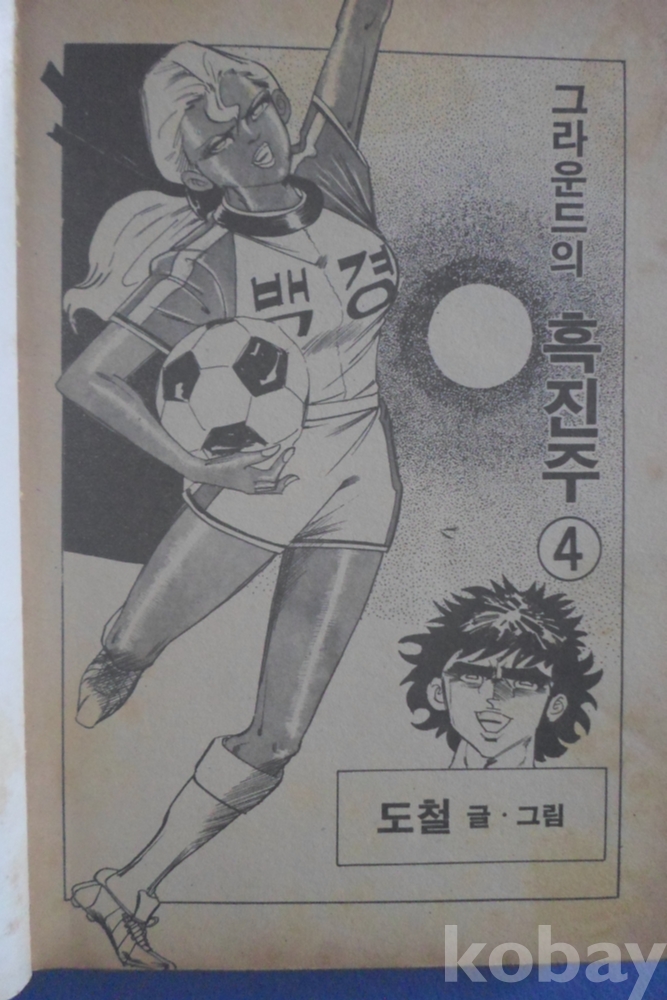 그라운드의 흑진주 ④
백경
도철 글·그림
kobay